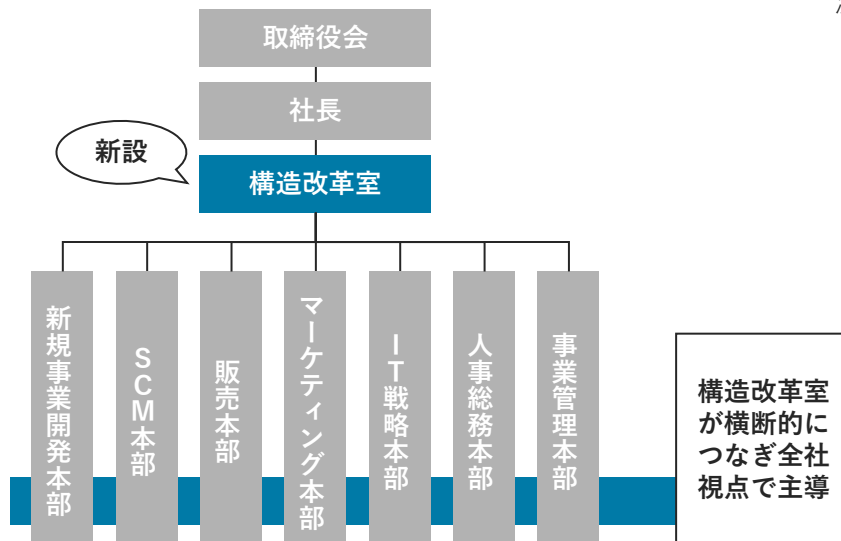 取締役会
社長
新設
構造改革室
新規事業開発本部
SCM本部
販売本部
マーケティング本部
IT戦略本部
人事総務本部
事業管理本部
構造改革室
が横断的に
つなぎ全社
視点で主導